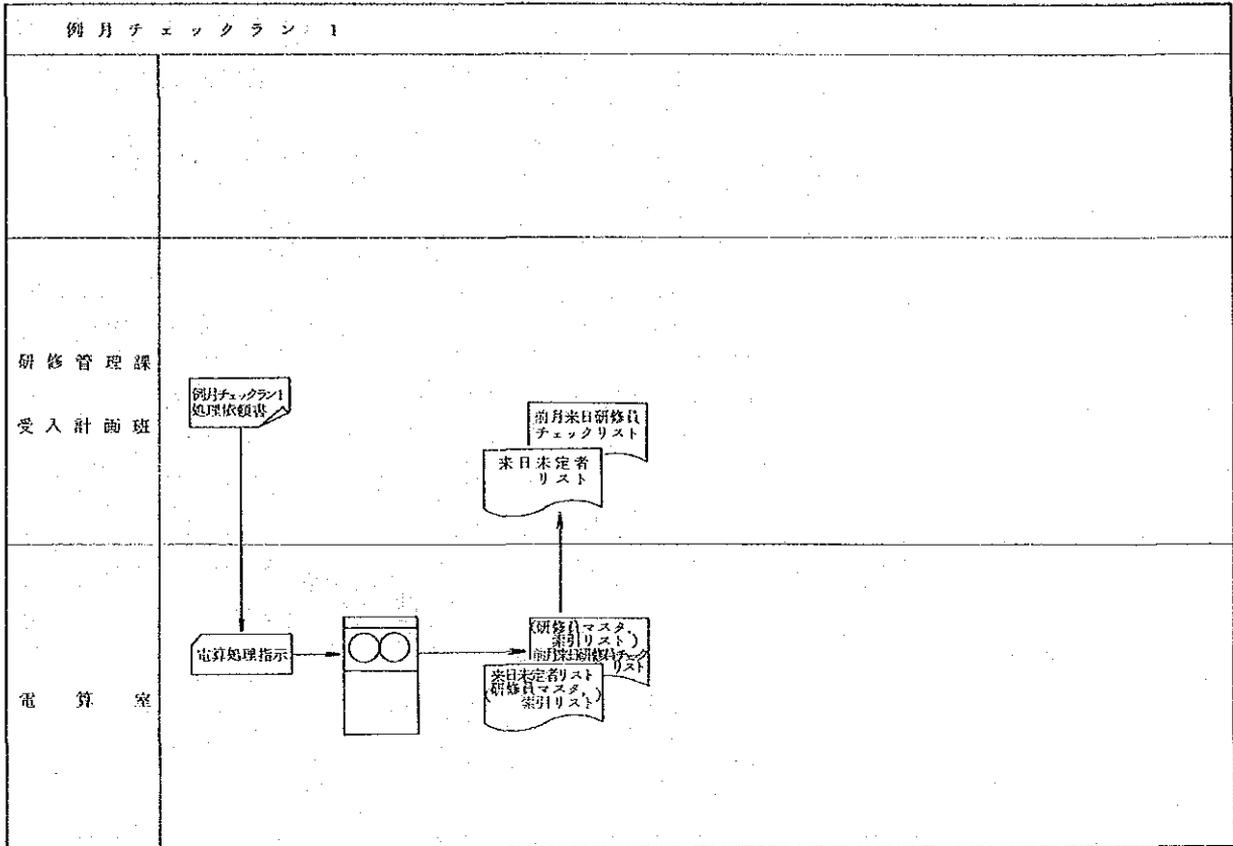 例月チェックラン 1
研修管理課
受入計画班
例月チェックラン1
処理依頼書
前月来日研修員
チェックリスト
来日未定者
リスト
電算室
電算処理指示
(研修員マスタ,
索引リスト)
前月来日研修員チェック
リスト
来日未定者リスト
(研修員マスタ,
索引リスト)